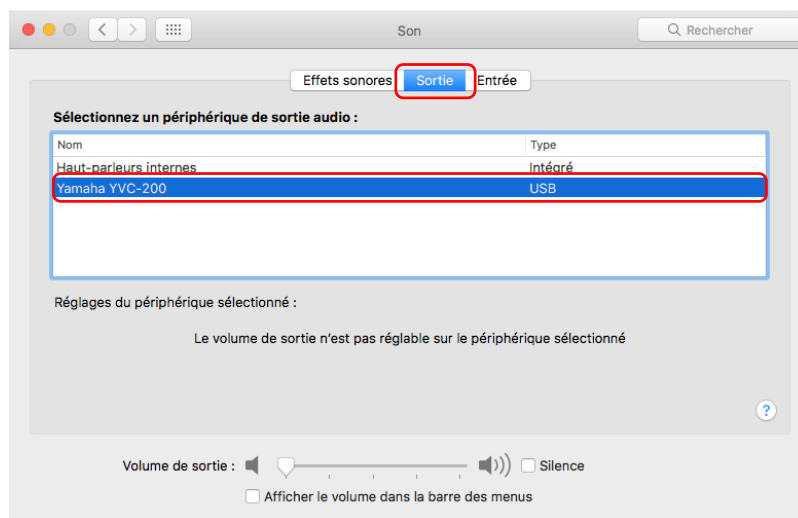 Son
Rechercher
Effets sonores Sortie Entrée
Sélectionnez un périphérique de sortie audio :
Nom Type
Haut-parleurs internes Intégré
Yamaha YVC-200 USB
Réglages du périphérique sélectionné :
Le volume de sortie n'est pas réglable sur le périphérique sélectionné
?
Volume de sortie : Silence
Afficher le volume dans la barre des menus